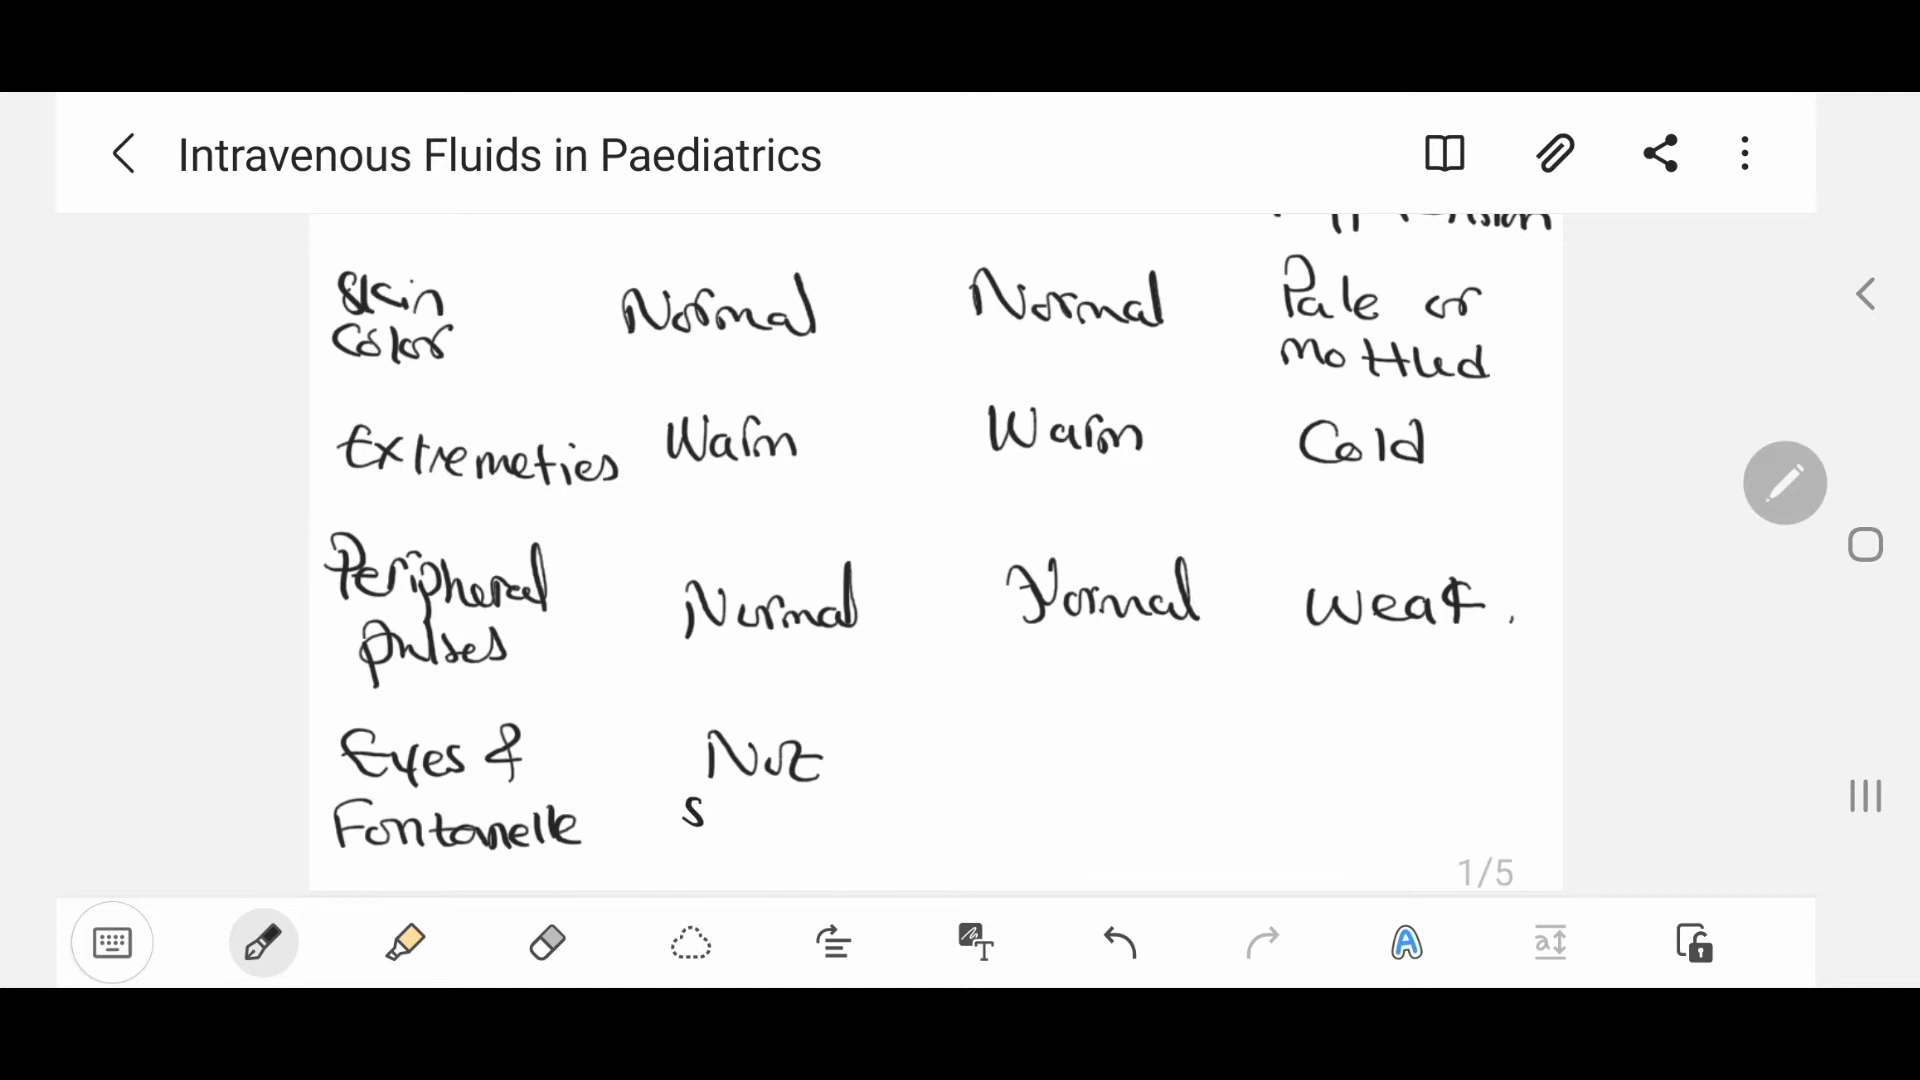 Intravenous Fluids in Paediatrics
Skin Normal Normal Pale or
Color Mottled
Extremeties Warm Warm Cold
Peripheral Normal Normal Weak.
pulses
Eyes & Not
Fontanelle s
1/5